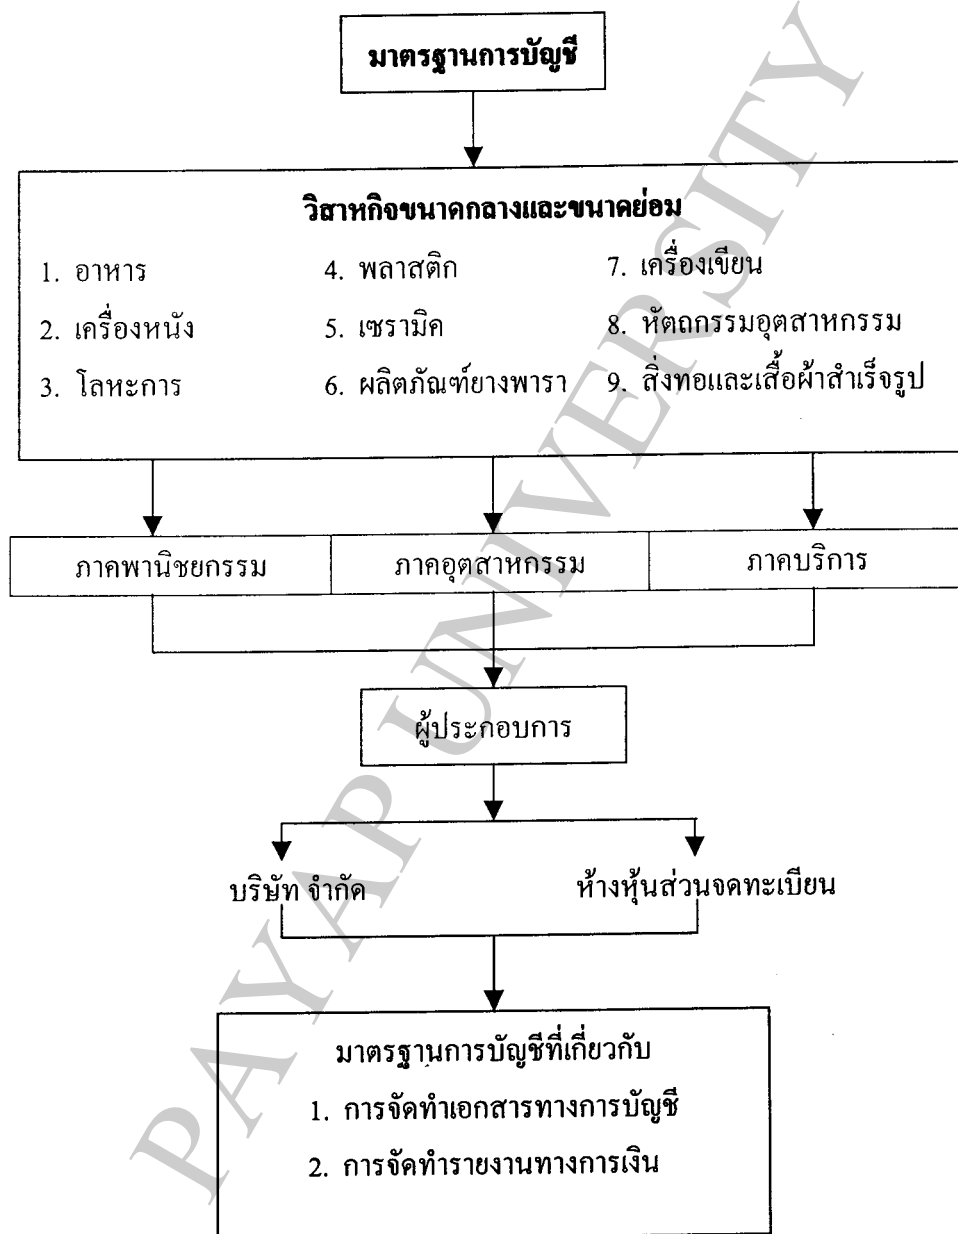 มาตรฐานการบัญชี
วิสาหกิจขนาดกลางและขนาดย่อม
1. อาหาร
2. เครื่องหนัง
3. โลหะการ
4. พลาสติก
5. เซรามิค
6. ผลิตภัณฑ์ยางพารา
7. เครื่องเขียน
8. หัตถกรรมอุตสาหกรรม
9. สิ่งทอและเสื้อผ้าสำเร็จรูป
ภาคพานิชยกรรม
ภาคอุตสาหกรรม
ภาคบริการ
ผู้ประกอบการ
บริษัท จำกัด
ห้างหุ้นส่วนจดทะเบียน
มาตรฐานการบัญชีที่เกี่ยวกับ
1. การจัดทำเอกสารทางการบัญชี
2. การจัดทำรายงานทางการเงิน
PAYAP UNIVERSITY